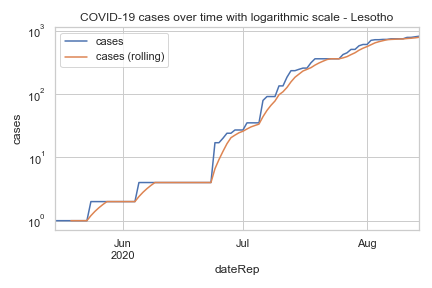 COVID-19 cases over time with logarithmic scale - Lesotho
cases
cases (rolling)
10³
10²
10¹
10⁰
cases
Jun
2020
Jul
Aug
dateRep